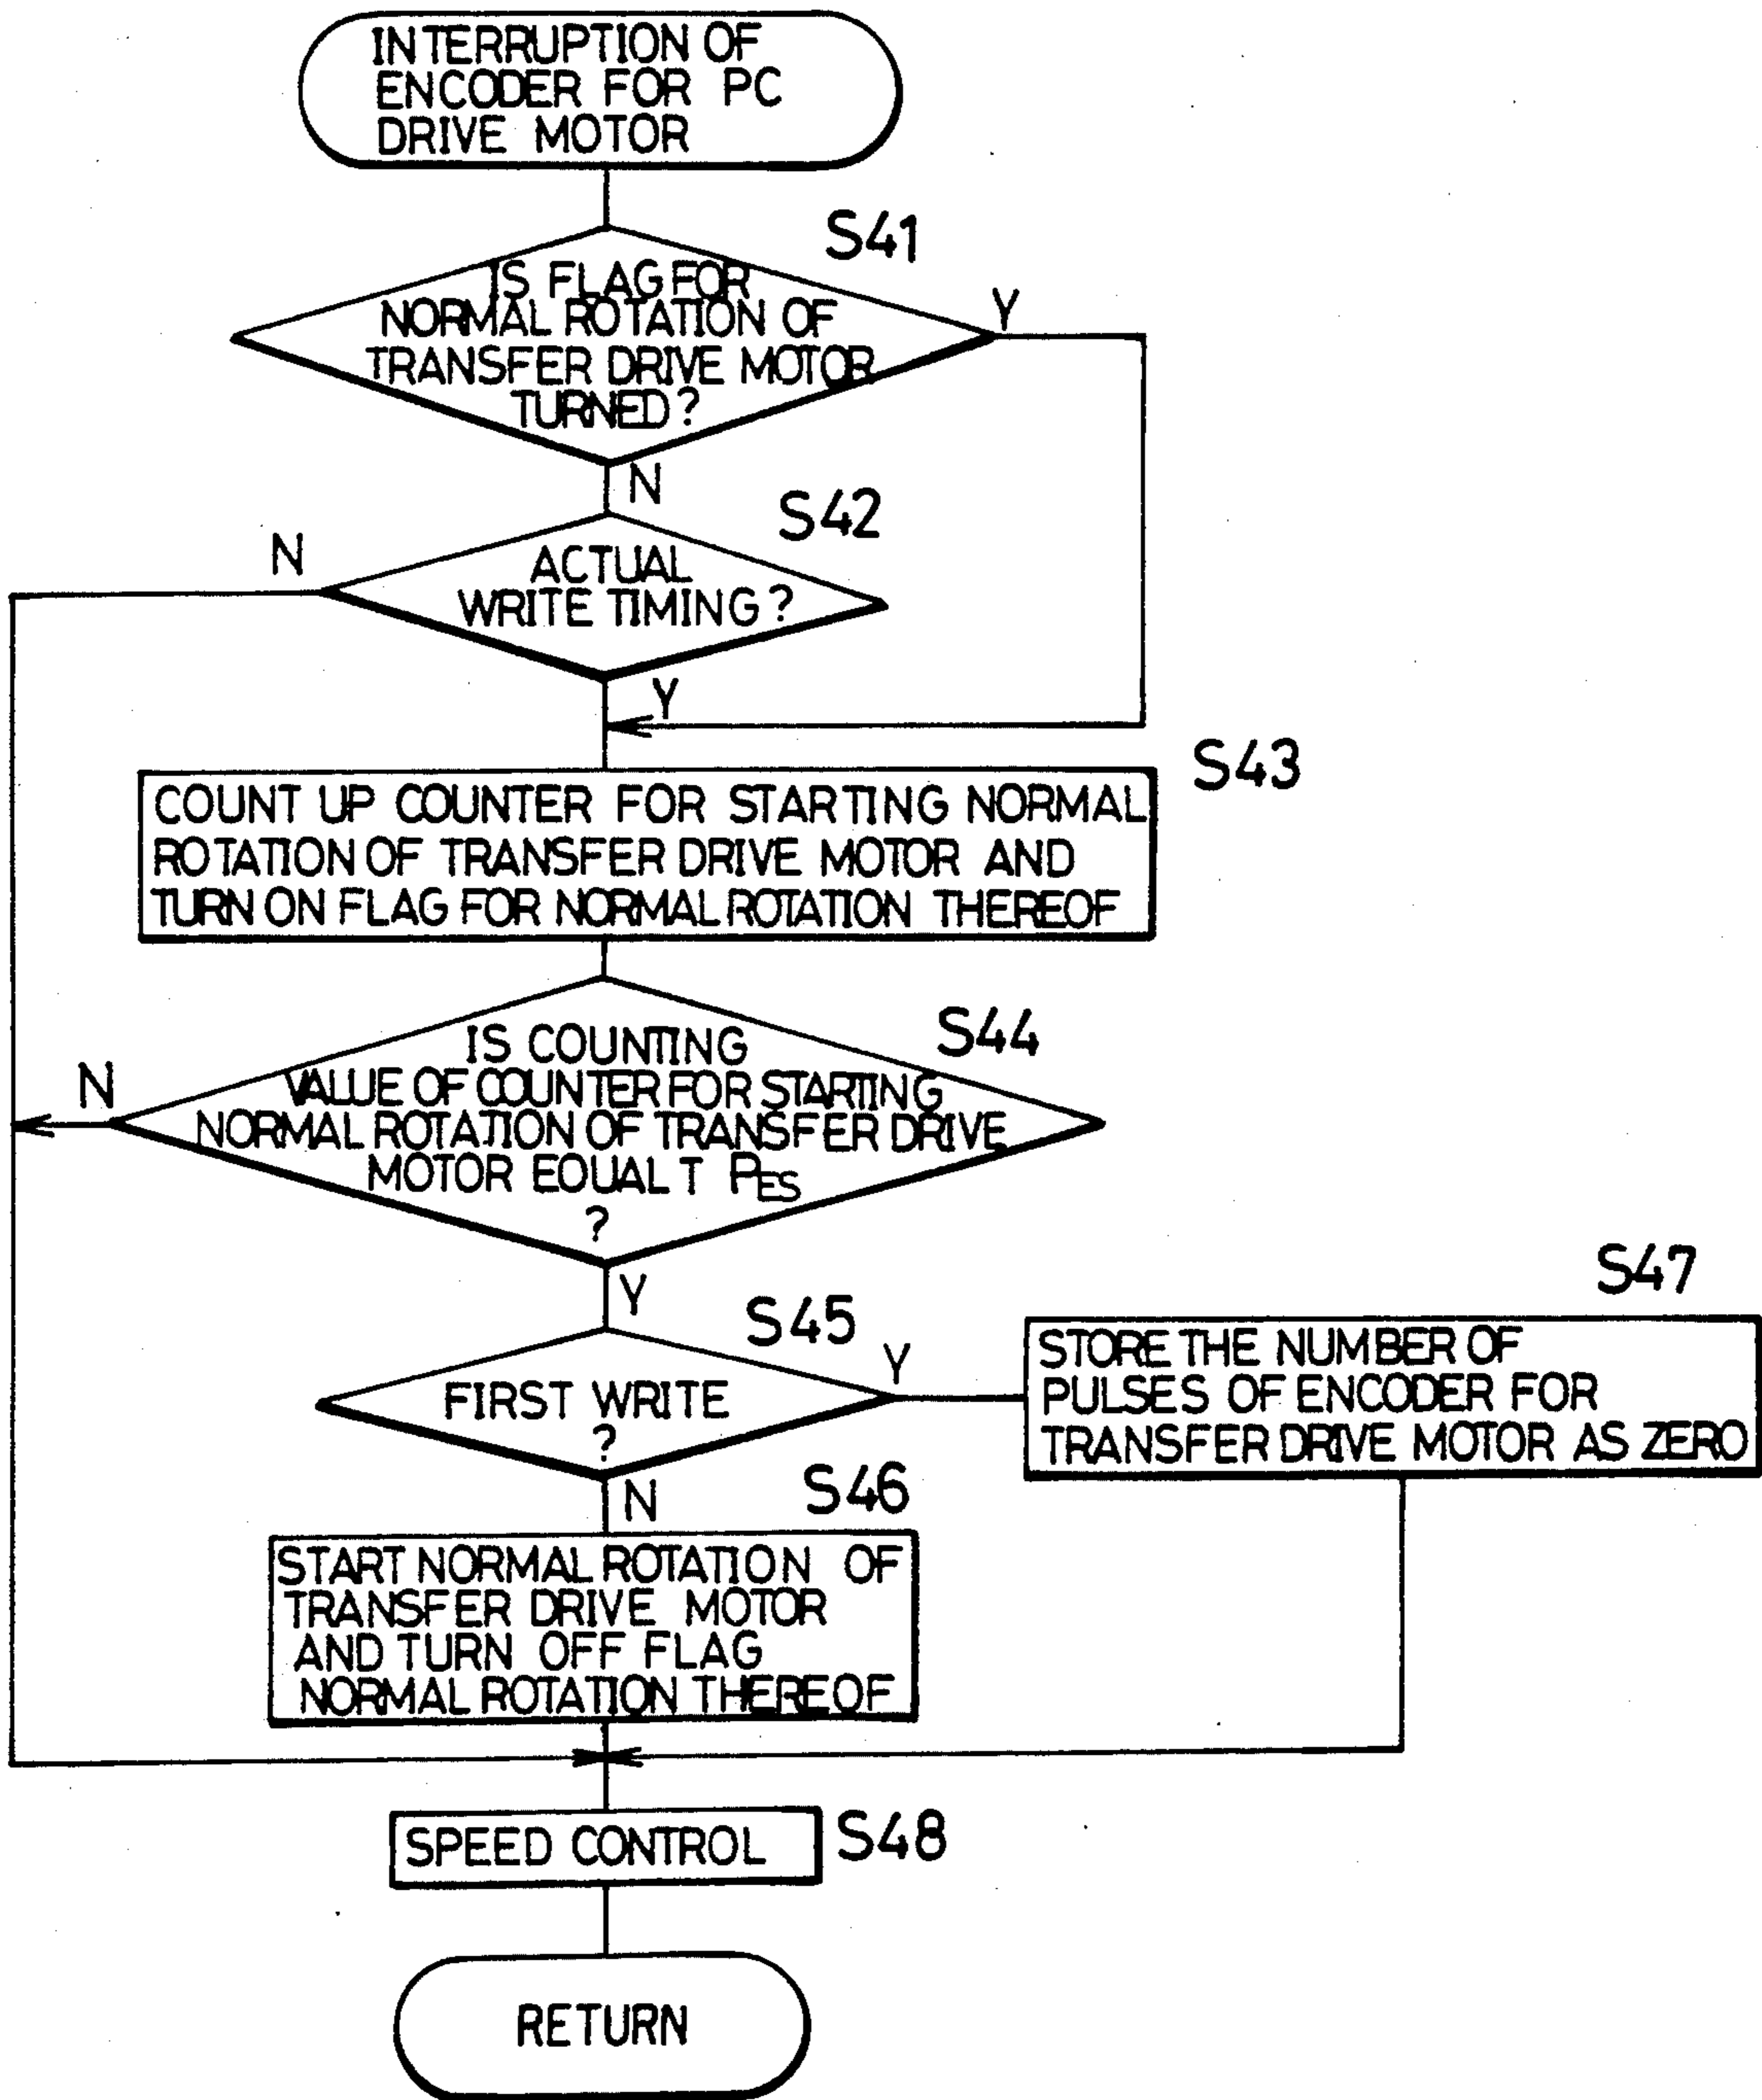 INTERRUPTION OF
ENCODER FOR PC
DRIVE MOTOR
S41
IS FLAG FOR
NORMAL ROTATION OF
TRANSFER DRIVE MOTOR
TURNED?
Y
N
S42
N
ACTUAL
WRITE TIMING?
Y
S43
COUNT UP COUNTER FOR STARTING NORMAL
ROTATION OF TRANSFER DRIVE MOTOR AND
TURN ON FLAG FOR NORMAL ROTATION THEREOF
S44
N
IS COUNTING
VALUE OF COUNTER FOR STARTING
NORMAL ROTATION OF TRANSFER DRIVE
MOTOR EQUAL T PES
?
Y
S45
FIRST WRITE
?
Y
S47
STORE THE NUMBER OF
PULSES OF ENCODER FOR
TRANSFER DRIVE MOTOR AS ZERO
N
S46
START NORMAL ROTATION OF
TRANSFER DRIVE MOTOR
AND TURN OFF FLAG
NORMAL ROTATION THEREOF
SPEED CONTROL
S48
RETURN